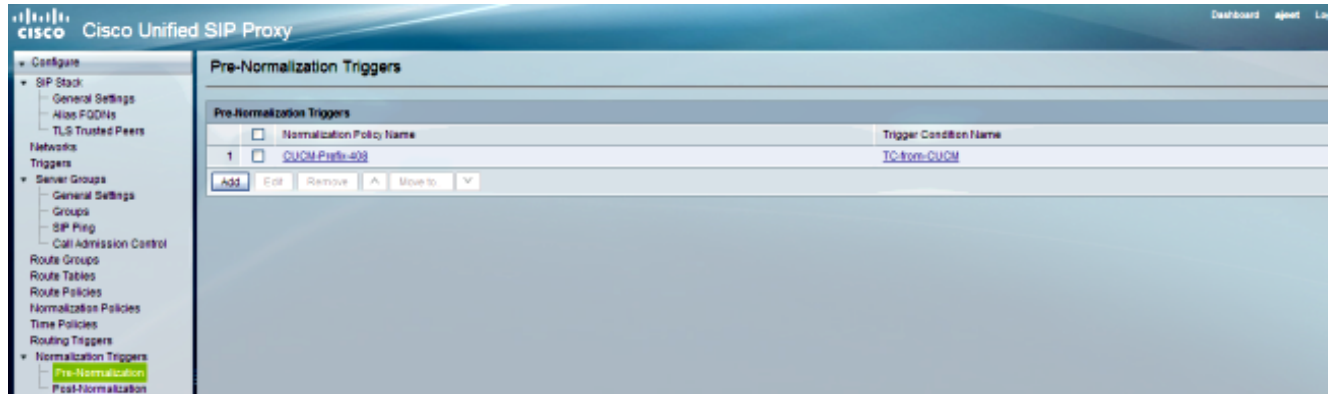 Dashboard ajeet
CISCO Cisco Unified SIP Proxy
Configure
SIP Stack
General Settings
Alias FQDNs
TLS Trusted Peers
Networks
Triggers
Server Groups
General Settings
Groups
SIP Ping
Call Admission Control
Route Groups
Route Tables
Route Policies
Normalization Policies
Time Policies
Routing Triggers
Normalization Triggers
Pre-Normalization
Post-Normalization
Pre-Normalization Triggers
Pre-Normalization Triggers
Normalization Policy Name Trigger Condition Name
1 CUCM-Prefix-408 TC-from-CUCM
Add Edit Remove Move to